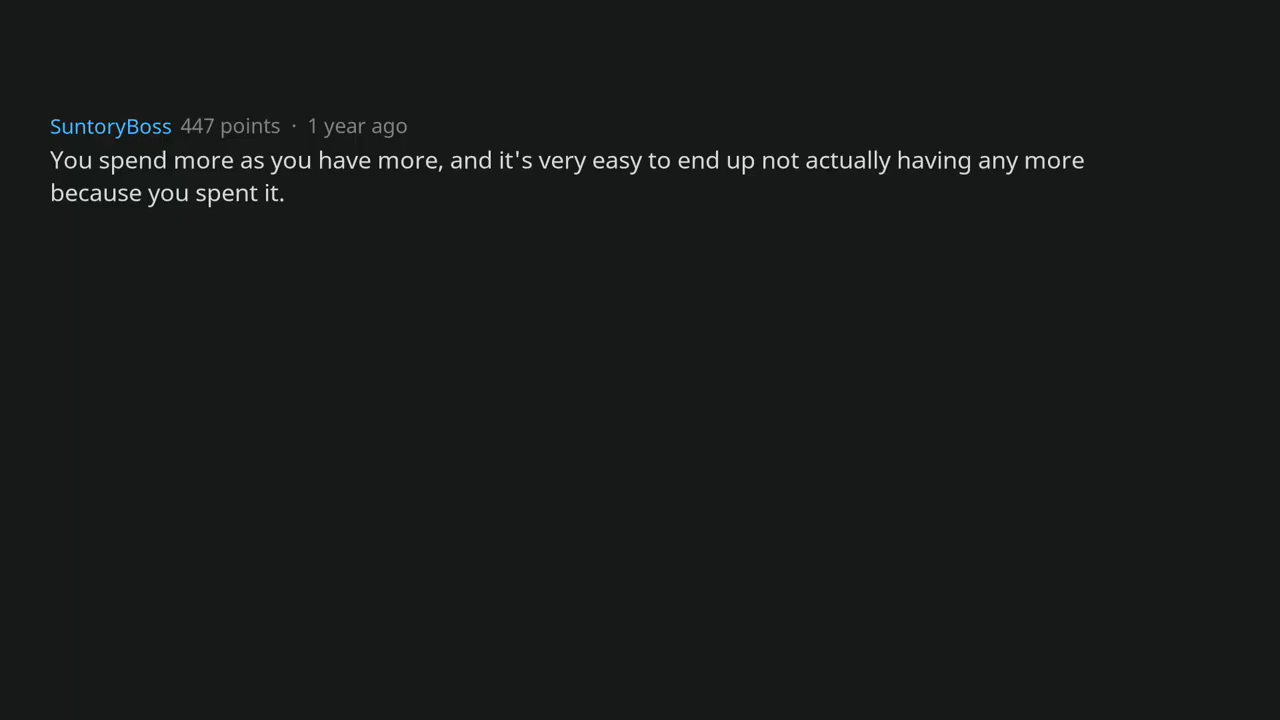 SuntoryBoss 447 points · 1 year ago
You spend more as you have more, and it's very easy to end up not actually having any more
because you spent it.